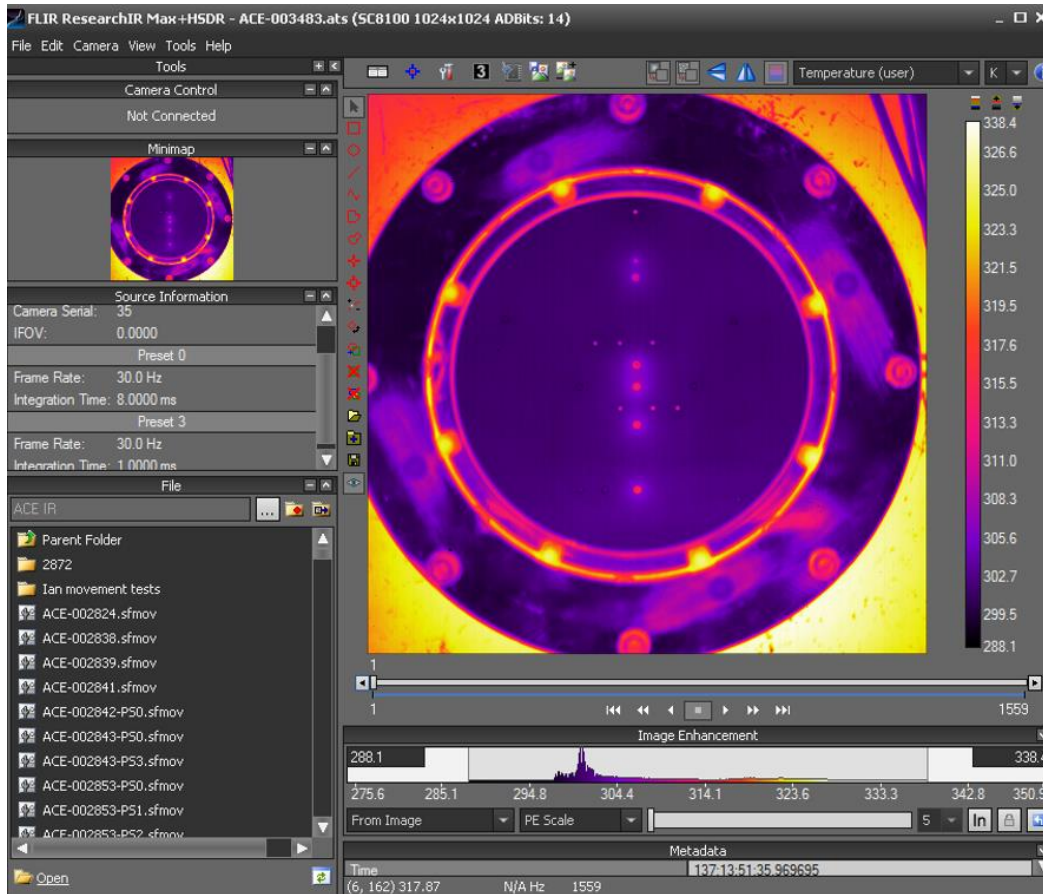 FLIR ResearchIR Max+HSDR - ACE-003483.ats (SC8100 1024x1024 ADBits: 14)
File Edit Camera View Tools Help
Tools
Camera Control
Not Connected
Minimap
Source Information
Camera Serial: 35
IFOV: 0.0000
Preset 0
Frame Rate: 30.0 Hz
Integration Time: 8.0000 ms
Preset 3
Frame Rate: 30.0 Hz
Integration Time: 1.0000 ms
File
ACE IR
...
Parent Folder
2872
Ian movement tests
ACE-002824.sfmov
ACE-002838.sfmov
ACE-002839.sfmov
ACE-002841.sfmov
ACE-002842-PS0.sfmov
ACE-002843-PS0.sfmov
ACE-002843-PS3.sfmov
ACE-002853-PS0.sfmov
ACE-002853-PS1.sfmov
ACE-002853-PS2.sfmov
Open
3
Temperature (user)
K
338.4
326.6
325.0
323.3
321.5
319.5
317.6
315.5
313.3
311.0
308.3
305.6
302.7
299.5
288.1
1
1 1559
Image Enhancement
288.1 338.4
275.6 285.1 294.8 304.4 314.1 323.6 333.3 342.8 350.9
From Image PE Scale 5 ln
Metadata
Time 137:13:51:35.969695
(6, 162) 317.87 N/A Hz 1559